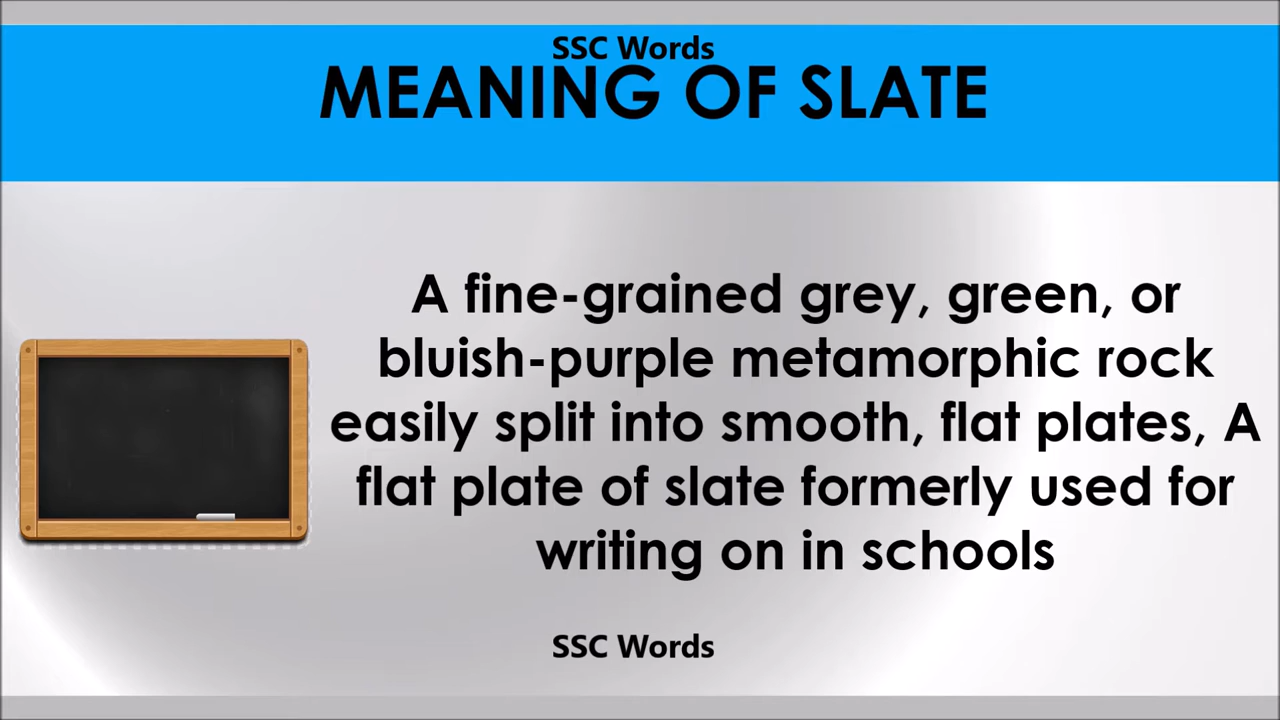 SSC Words
MEANING OF SLATE
A fine-grained grey, green, or
bluish-purple metamorphic rock
easily split into smooth, flat plates, A
flat plate of slate formerly used for
writing on in schools
SSC Words